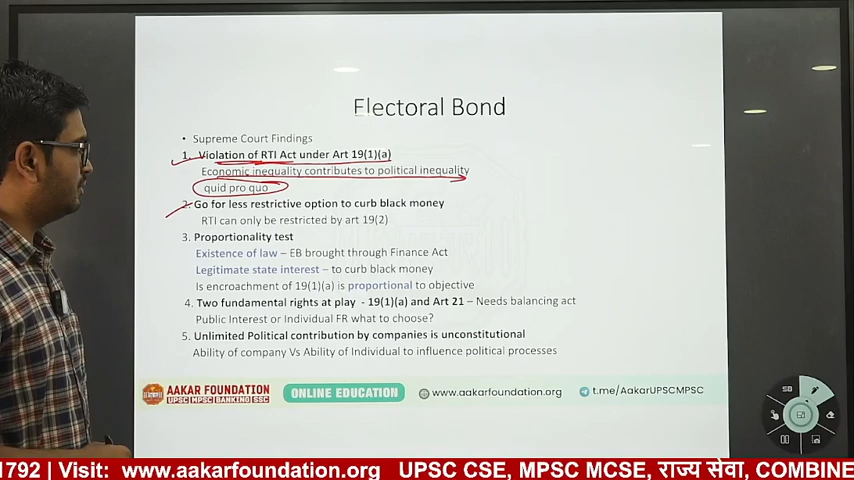 Electoral Bond
• Supreme Court Findings
1. Violation of RTI Act under Art 19(1)(a)
Economic inequality contributes to political inequality
quid pro quo
2. Go for less restrictive option to curb black money
RTI can only be restricted by art 19(2)
3. Proportionality test
Existence of law – EB brought through Finance Act
Legitimate state interest – to curb black money
Is encroachment of 19(1)(a) is proportional to objective
4. Two fundamental rights at play - 19(1)(a) and Art 21 – Needs balancing act
Public Interest or Individual FR what to choose?
5. Unlimited Political contribution by companies is unconstitutional
Ability of company Vs Ability of Individual to influence political processes
AAKAR FOUNDATION
UPSC MPSC BANKING SSC
ONLINE EDUCATION
www.aakarfoundation.org
t.me/AakarUPSCMPSC
1792 | Visit: www.aakarfoundation.org UPSC CSE, MPSC MCSE, राज्य सेवा, COMBINE